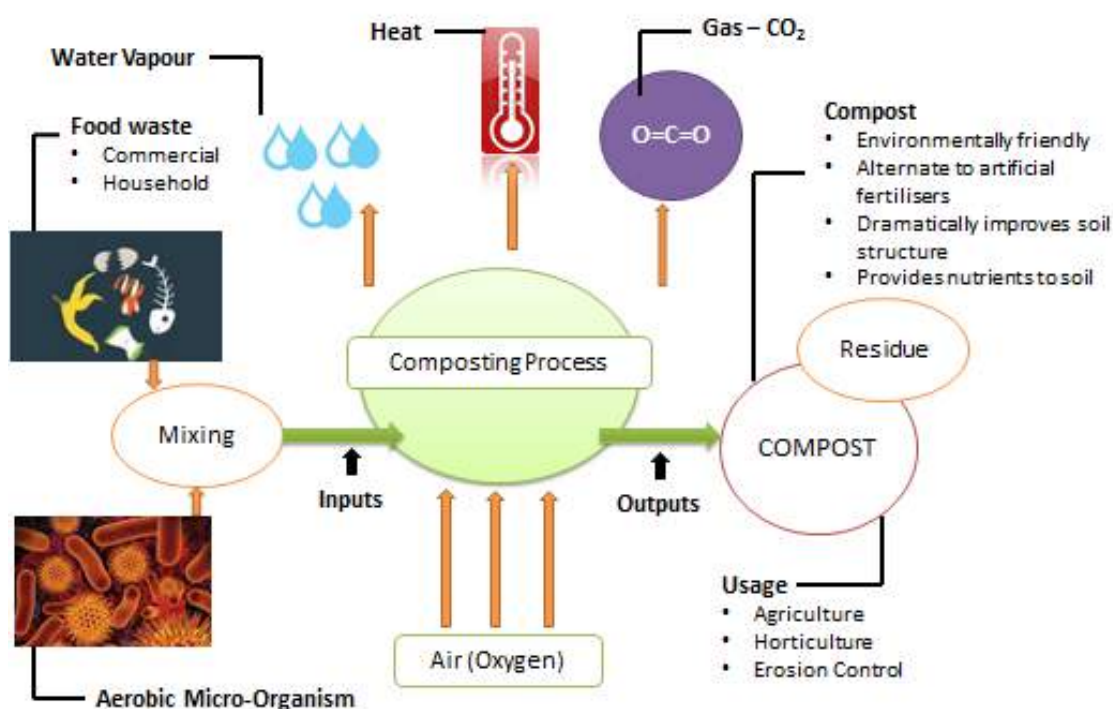 Heat
Gas – CO₂
Water Vapour
Food waste
• Commercial
• Household
O=C=O
Compost
• Environmentally friendly
• Alternate to artificial
fertilisers
• Dramatically improves soil
structure
• Provides nutrients to soil
Residue
Composting Process
Mixing
COMPOST
Inputs
Outputs
Usage
• Agriculture
• Horticulture
• Erosion Control
Air (Oxygen)
Aerobic Micro-Organism